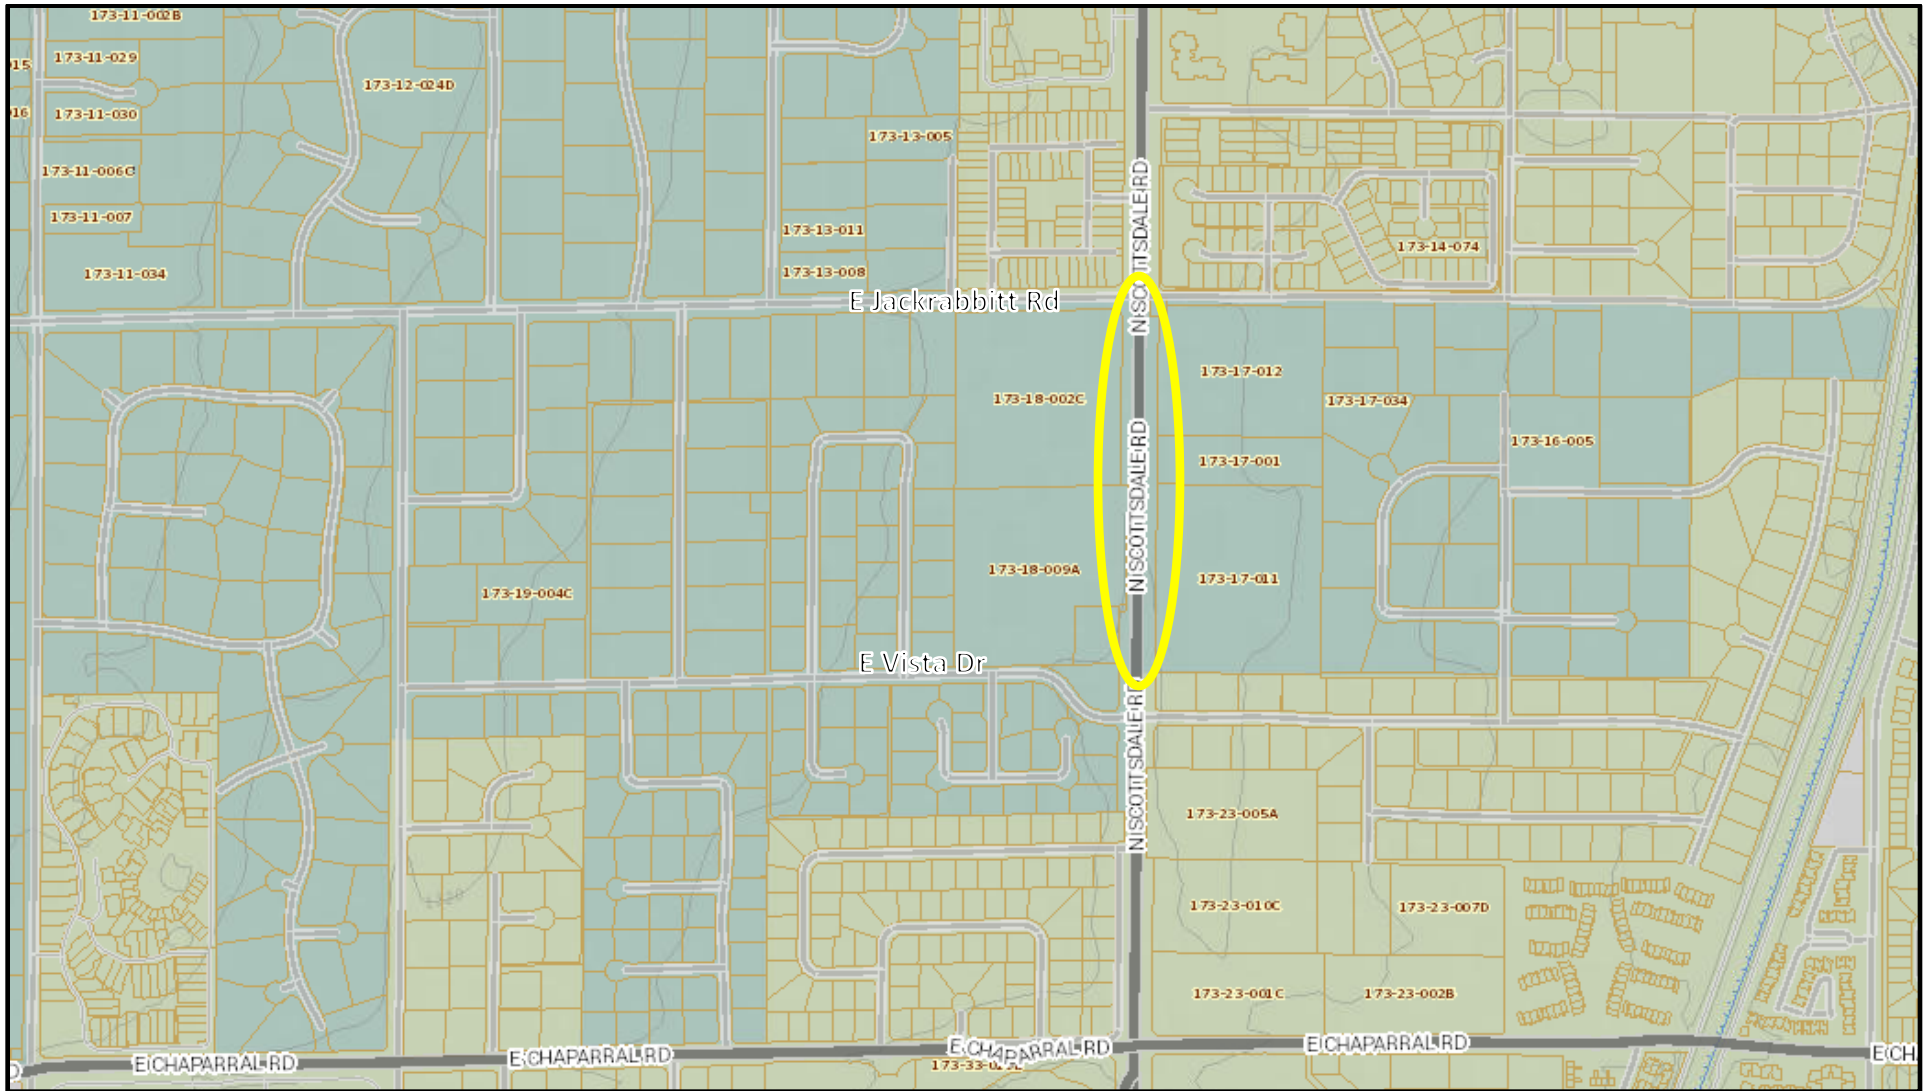 173-11-002B
15
173-11-029
173-12-024D
16
173-11-030
173-13-005
173-11-006C
N SCOTTSDALE RD
173-11-007
173-13-011
173-14-074
173-11-034
173-13-008
E Jackrabbitt Rd
173-17-012
173-18-002C
173-17-034
173-16-005
N SCOTTSDALE RD
173-17-001
173-18-009A
173-17-011
173-19-004C
E Vista Dr
N SCOTTSDALE RD
173-23-005A
1320
173-23-010C
173-23-007D
173-23-001C
173-23-002B
D
E CHAPARRAL RD
E CHAPARRAL RD
E CHAPARRAL RD
E CHAPARRAL RD
E CH